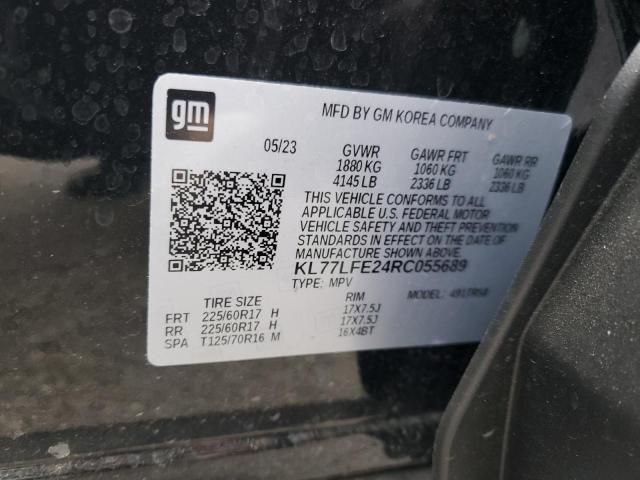 gm
MFD BY GM KOREA COMPANY
05/23 GVWR GAWR FRT GAWR RR
1880 KG 1060 KG 1060 KG
4145 LB 2336 LB 2336 LB
THIS VEHICLE CONFORMS TO ALL
APPLICABLE U.S. FEDERAL MOTOR
VEHICLE SAFETY AND THEFT PREVENTION
STANDARDS IN EFFECT ON THE DATE OF
MANUFACTURE SHOWN ABOVE.
KL77LFE24RC055689
TYPE: MPV MODEL:
TIRE SIZE RIM
FRT 225/60R17 H 17X7.5J
RR 225/60R17 H 17X7.5J
SPA T125/70R16 M 16X4BT